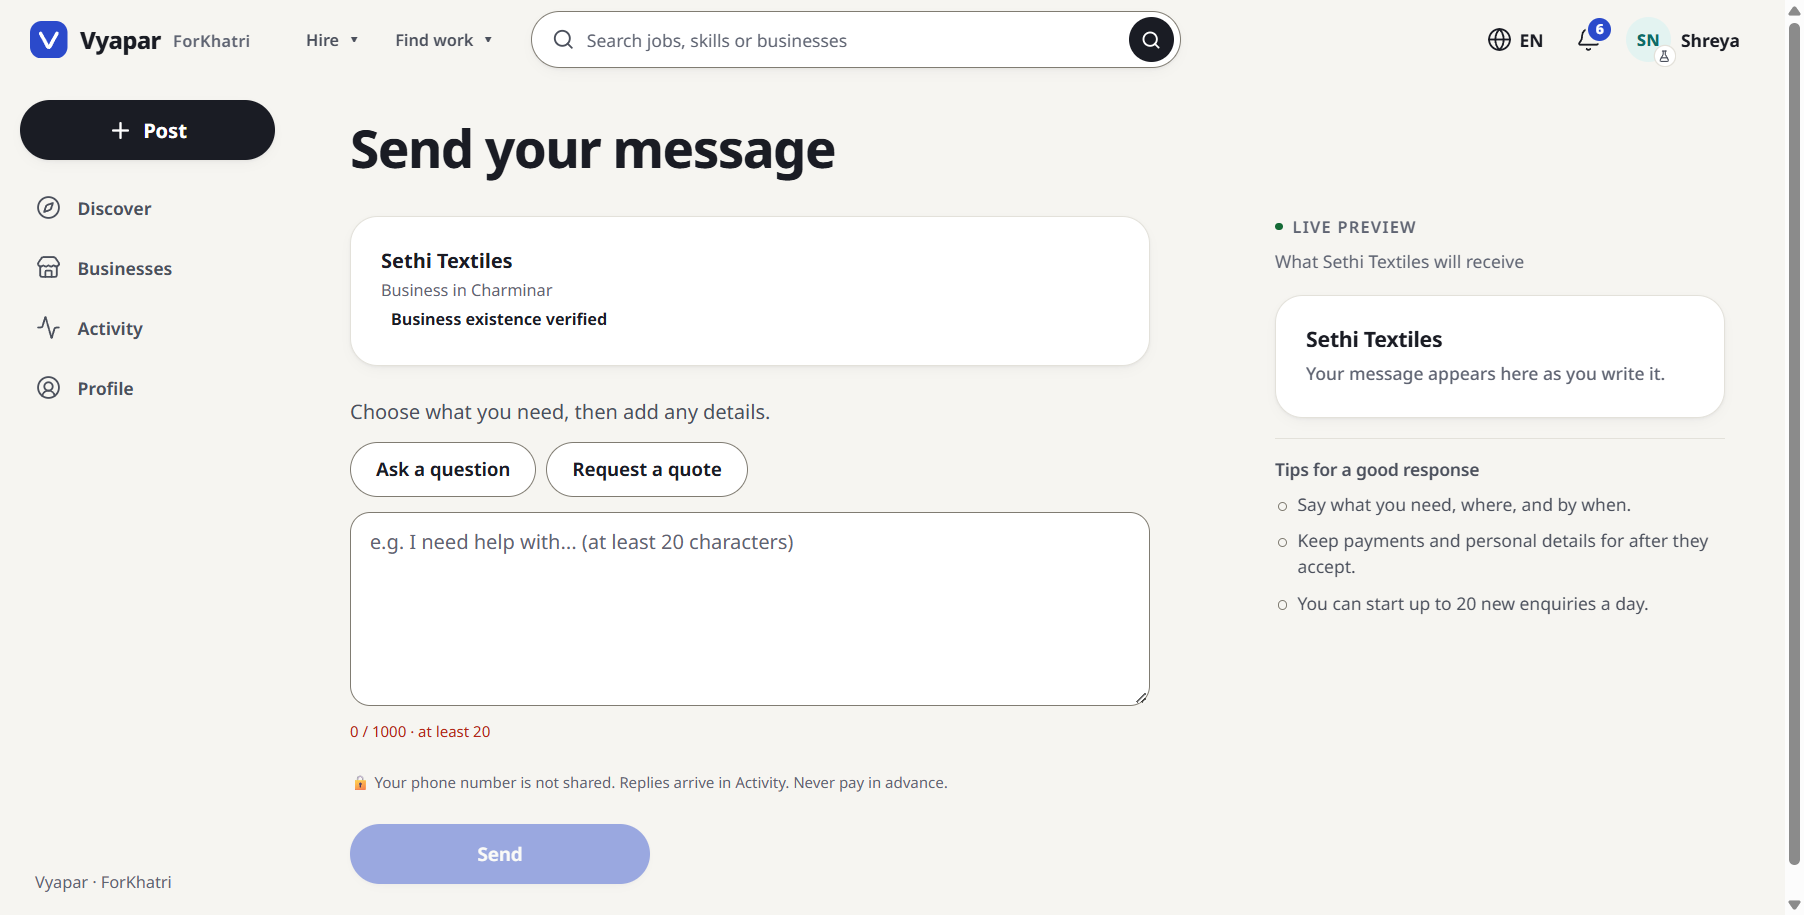 Vyapar ForKhatri
Hire
Find work
Search jobs, skills or businesses
EN
6
SN
Shreya
+ Post
Discover
Businesses
Activity
Profile
Vyapar · ForKhatri
Send your message
Sethi Textiles
Business in Charminar
Business existence verified
Choose what you need, then add any details.
Ask a question
Request a quote
e.g. I need help with... (at least 20 characters)
0 / 1000 · at least 20
Your phone number is not shared. Replies arrive in Activity. Never pay in advance.
Send
LIVE PREVIEW
What Sethi Textiles will receive
Sethi Textiles
Your message appears here as you write it.
Tips for a good response
Say what you need, where, and by when.
Keep payments and personal details for after they
accept.
You can start up to 20 new enquiries a day.